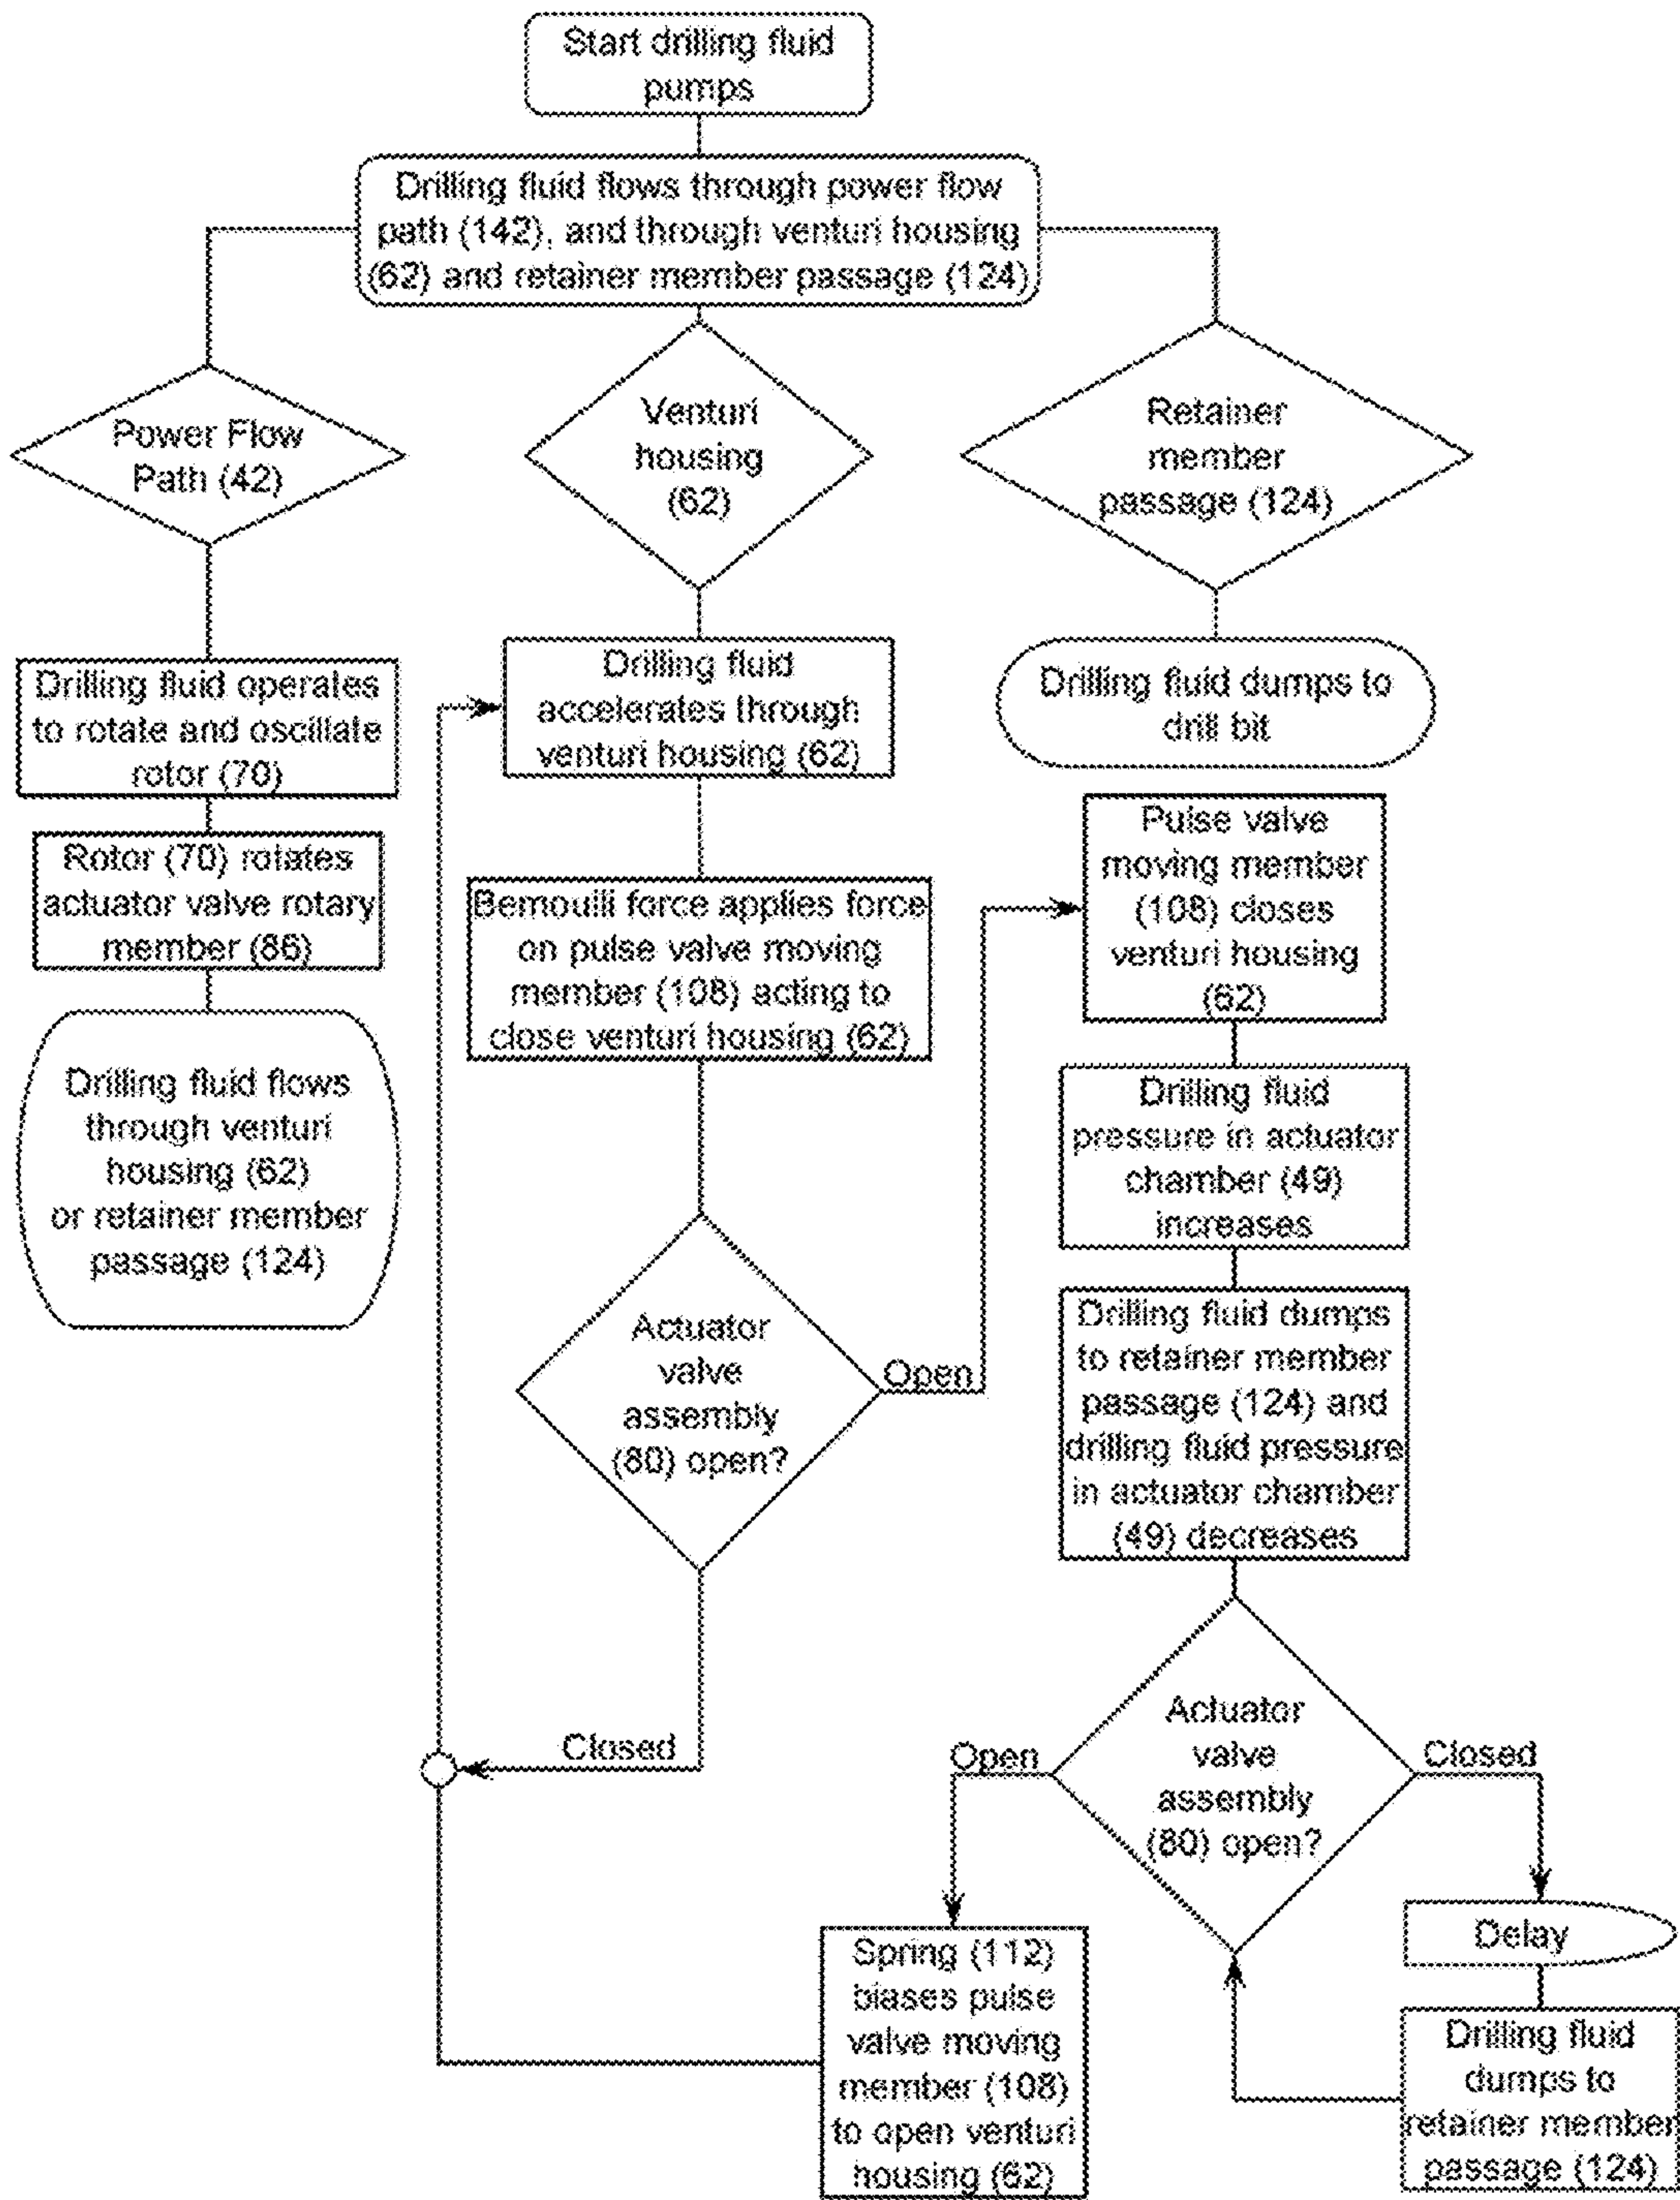 Start drilling fluid
pumps
Drilling fluid flows through power flow
path (142), and through venturi housing
(62) and retainer member passage (124)
Power Flow
Path (42)
Venturi
housing
(62)
Retainer
member
passage (124)
Drilling fluid operates
to rotate and oscillate
rotor (70)
Drilling fluid
accelerates through
venturi housing (62)
Drilling fluid dumps to
drill bit
Rotor (70) rotates
actuator valve rotary
member (86)
Bernouili force applies force
on pulse valve moving
member (108) acting to
close venturi housing (62)
Pulse valve
moving member
(108) closes
venturi housing
(62)
Drilling fluid flows
through venturi
housing (62)
or retainer member
passage (124)
Drilling fluid
pressure in actuator
chamber (49)
increases
Actuator
valve
assembly
(80) open?
Open
Closed
Drilling fluid dumps
to retainer member
passage (124) and
drilling fluid pressure
in actuator chamber
(49) decreases
Actuator
valve
assembly
(80) open?
Open
Closed
Spring (112)
biases pulse
valve moving
member (108)
to open venturi
housing (62)
Delay
Drilling fluid
dumps to
retainer member
passage (124)